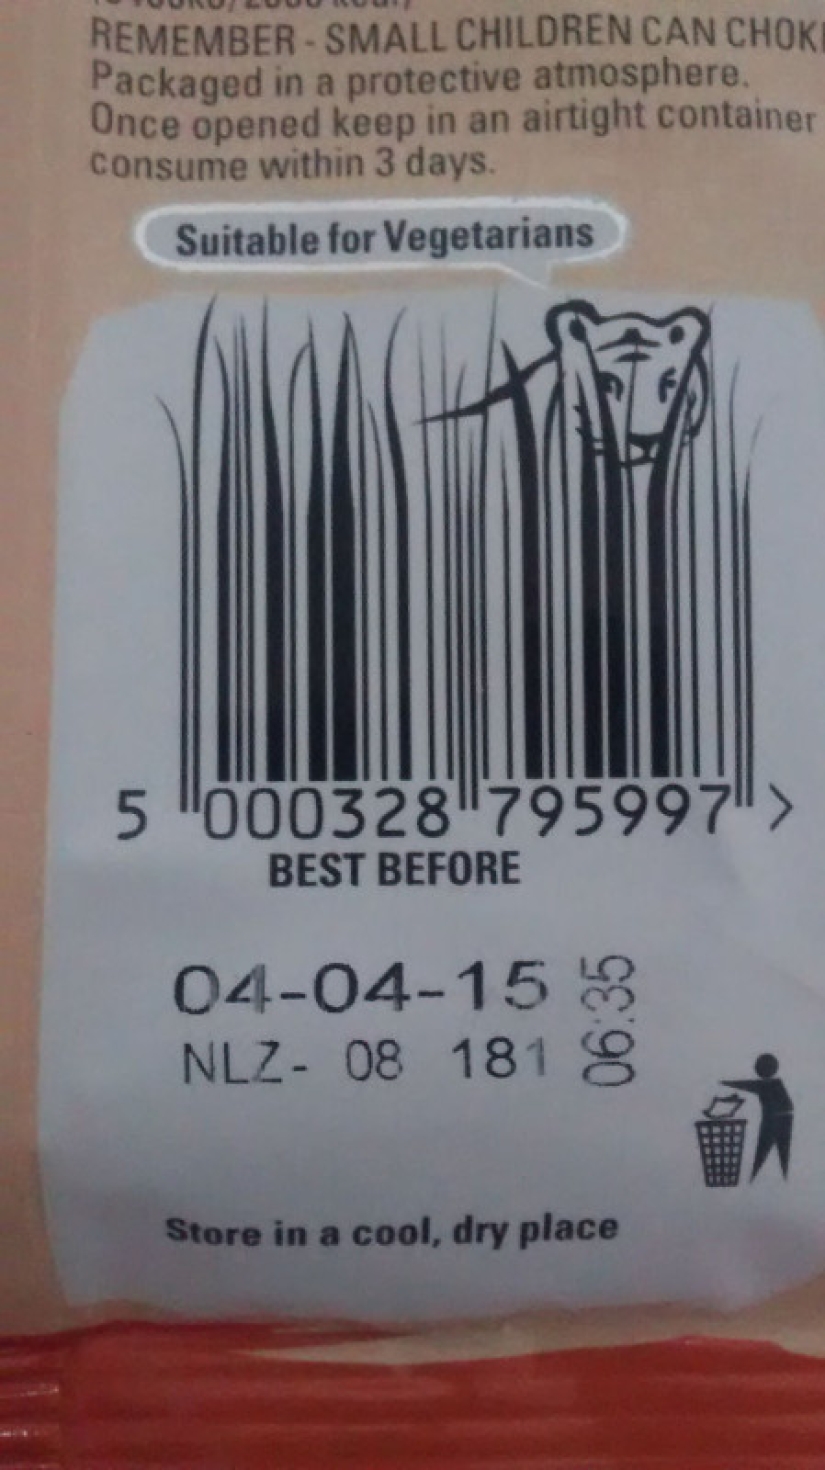 REMEMBER - SMALL CHILDREN CAN
Packaged in a protective atmosphere.
Once opened keep in an airtight container
consume within 3 days.
Suitable for Vegetarians
5 000328 795997 >
BEST BEFORE
04-04-15
NLZ- 08 181
06:35
Store in a cool, dry place